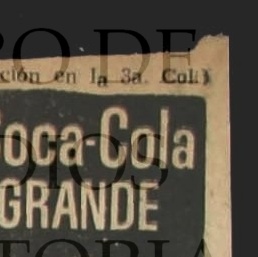 ción en la 3a. Col.)
Coca-Cola
GRANDE